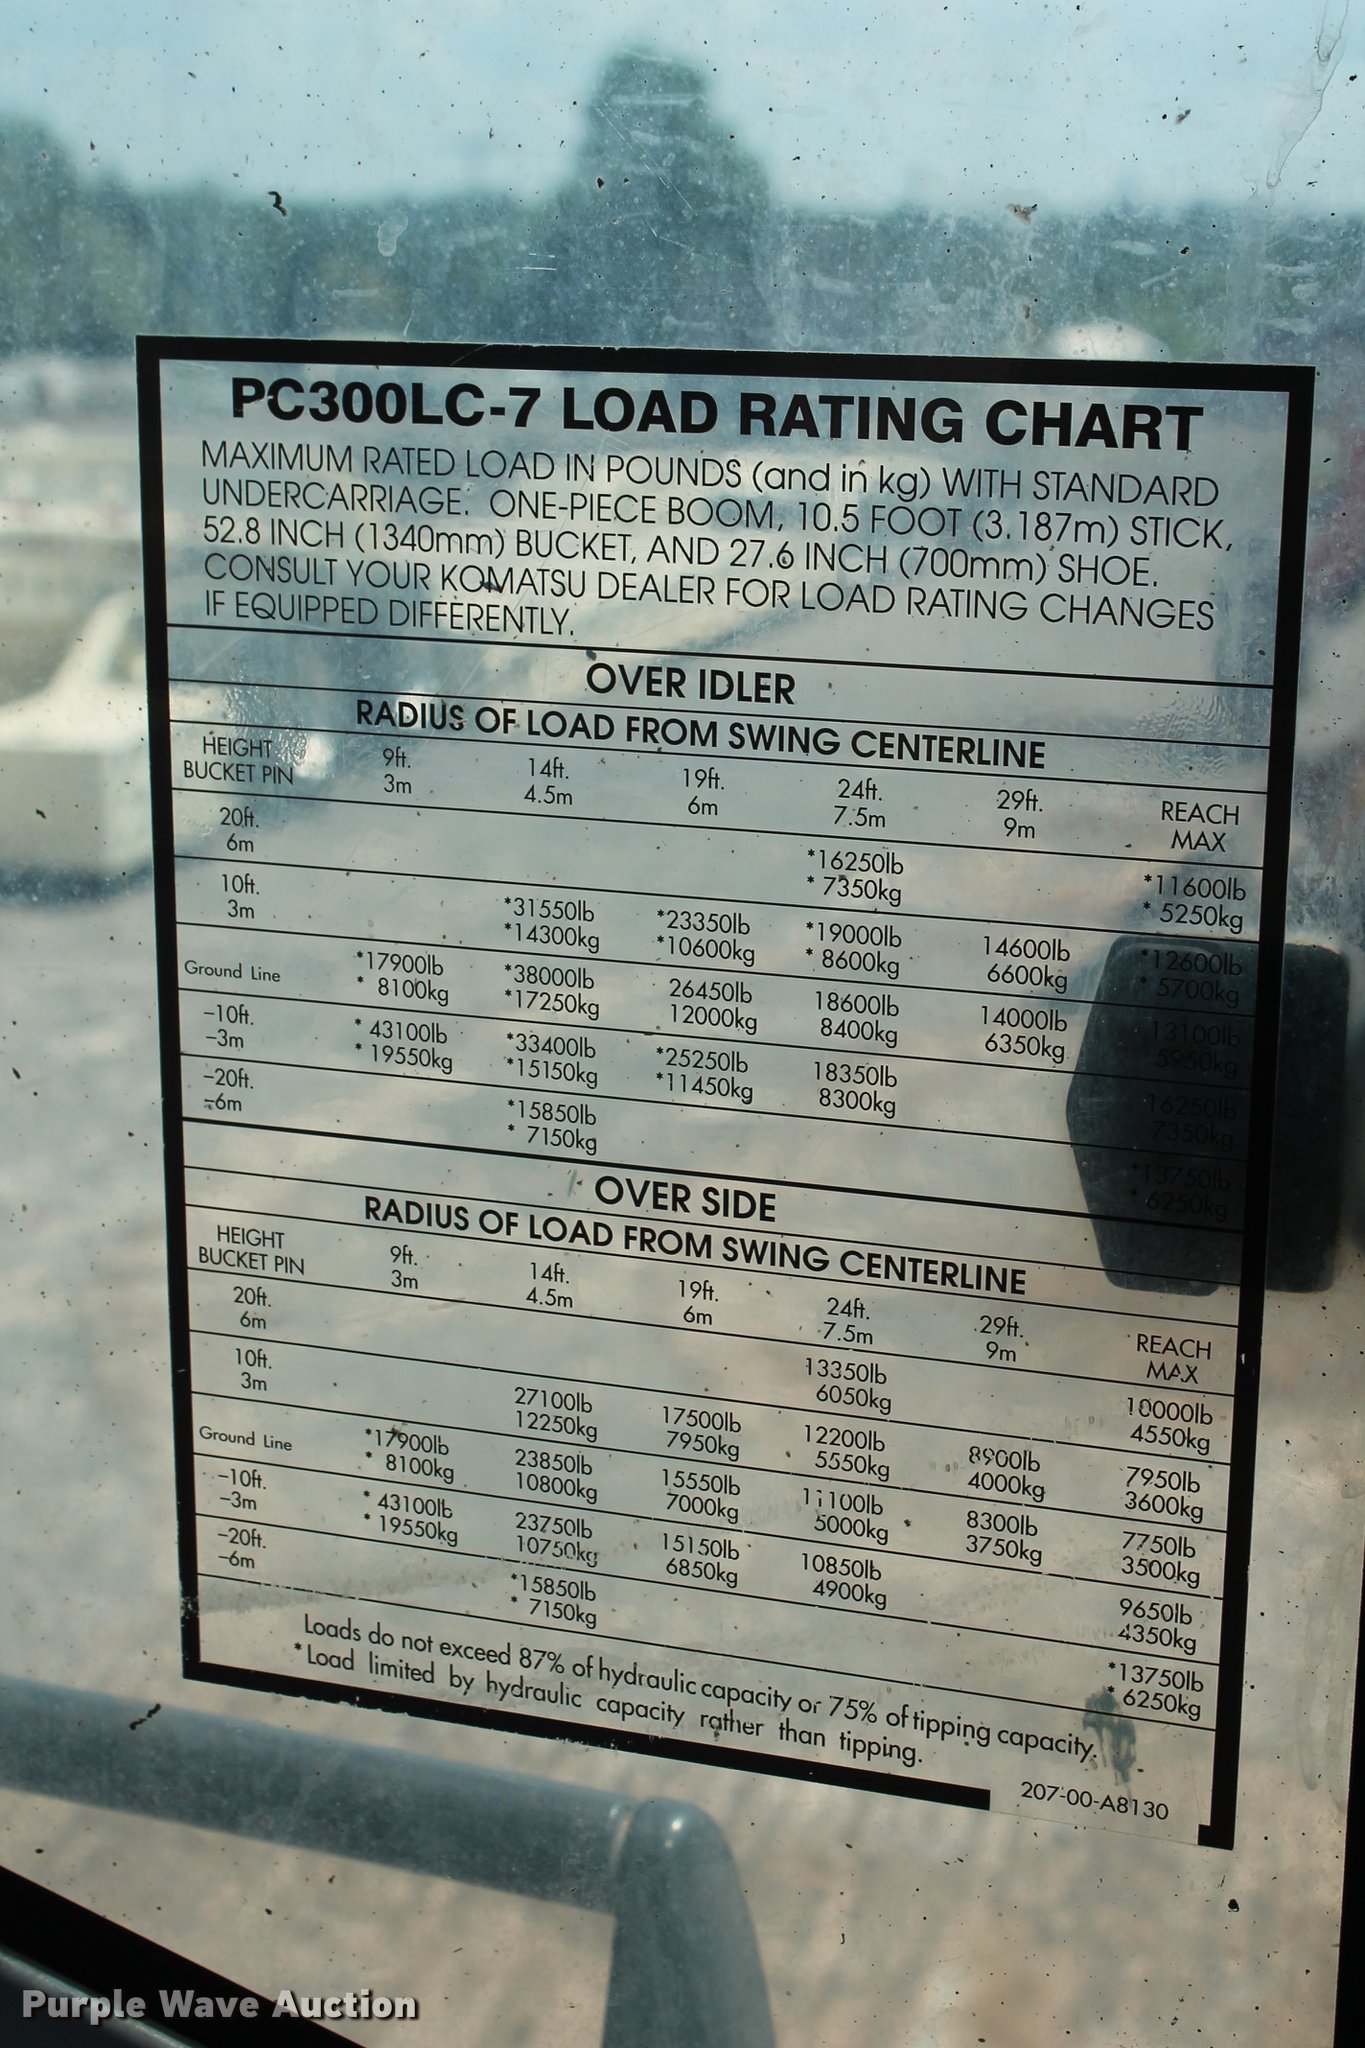 PC300LC-7 LOAD RATING CHART
MAXIMUM RATED LOAD IN POUNDS (and in kg) WITH STANDARD
UNDERCARRIAGE. ONE-PIECE BOOM, 10.5 FOOT (3.187m) STICK,
52.8 INCH (1340mm) BUCKET, AND 27.6 INCH (700mm) SHOE.
CONSULT YOUR KOMATSU DEALER FOR LOAD RATING CHANGES
IF EQUIPPED DIFFERENTLY.
OVER IDLER
RADIUS OF LOAD FROM SWING CENTERLINE
HEIGHT 9ft. 14ft. 19ft. 24ft. 29ft. REACH
BUCKET PIN 3m 4.5m 6m 7.5m 9m MAX
20ft. *16250lb *11600lb
6m * 7350kg * 5250kg
10ft. *31550lb *23350lb *19000lb 14600lb *12600lb
3m *14300kg *10600kg * 8600kg 6600kg * 5700kg
Ground Line *17900lb *38000lb 26450lb 18600lb 14000lb 13100lb
* 8100kg *17250kg 12000kg 8400kg 6350kg 5950kg
-10ft. * 43100lb *33400lb *25250lb 18350lb 16250lb
-3m * 19550kg *15150kg *11450kg 8300kg 7350kg
-20ft. *15850lb *13750lb
-6m * 7150kg * 6250kg
OVER SIDE
RADIUS OF LOAD FROM SWING CENTERLINE
HEIGHT 9ft. 14ft. 19ft. 24ft. 29ft. REACH
BUCKET PIN 3m 4.5m 6m 7.5m 9m MAX
20ft. 13350lb 10000lb
6m 6050kg 4550kg
10ft. 27100lb 17500lb 12200lb 8900lb 7950lb
3m 12250kg 7950kg 5550kg 4000kg 3600kg
Ground Line *17900lb 23850lb 15550lb 11100lb 8300lb 7750lb
* 8100kg 10800kg 7000kg 5000kg 3750kg 3500kg
-10ft. * 43100lb 23750lb 15150lb 10850lb 9650lb
-3m * 19550kg 10750kg 6850kg 4900kg 4350kg
-20ft. *15850lb *13750lb
-6m * 7150kg * 6250kg
Loads do not exceed 87% of hydraulic capacity or 75% of tipping capacity.
*Load limited by hydraulic capacity rather than tipping.
207-00-A8130
Purple Wave Auction